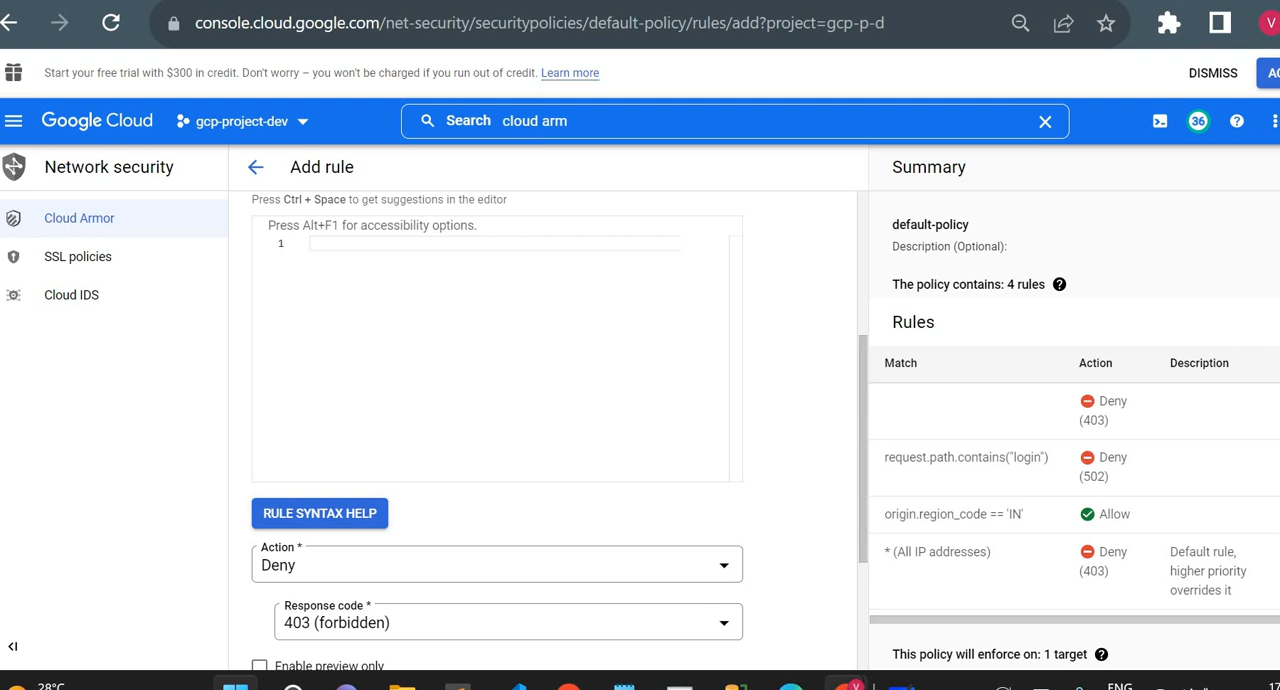 console.cloud.google.com/net-security/securitypolicies/default-policy/rules/add?project=gcp-p-d
V
Start your free trial with $300 in credit. Don't worry – you won't be charged if you run out of credit. Learn more
DISMISS
Google Cloud
gcp-project-dev
Search cloud arm
36
Network security
Cloud Armor
SSL policies
Cloud IDS
Add rule
Press Ctrl + Space to get suggestions in the editor
Press Alt+F1 for accessibility options.
1
RULE SYNTAX HELP
Action *
Deny
Response code *
403 (forbidden)
Enable preview only
Summary
default-policy
Description (Optional):
The policy contains: 4 rules
Rules
Match Action Description
Deny
(403)
request.path.contains("login") Deny
(502)
origin.region_code == 'IN' Allow
* (All IP addresses) Deny Default rule,
(403) higher priority
overrides it
This policy will enforce on: 1 target
28°C
ENG